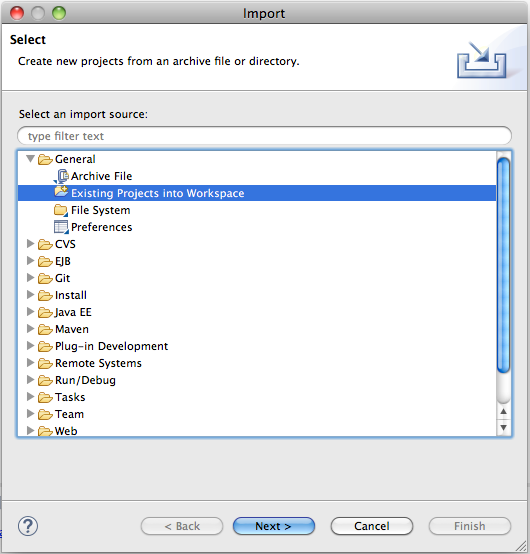 Import
Select
Create new projects from an archive file or directory.
Select an import source:
type filter text
General
Archive File
Existing Projects into Workspace
File System
Preferences
CVS
EJB
Git
Install
Java EE
Maven
Plug-in Development
Remote Systems
Run/Debug
Tasks
Team
Web
? < Back Next > Cancel Finish